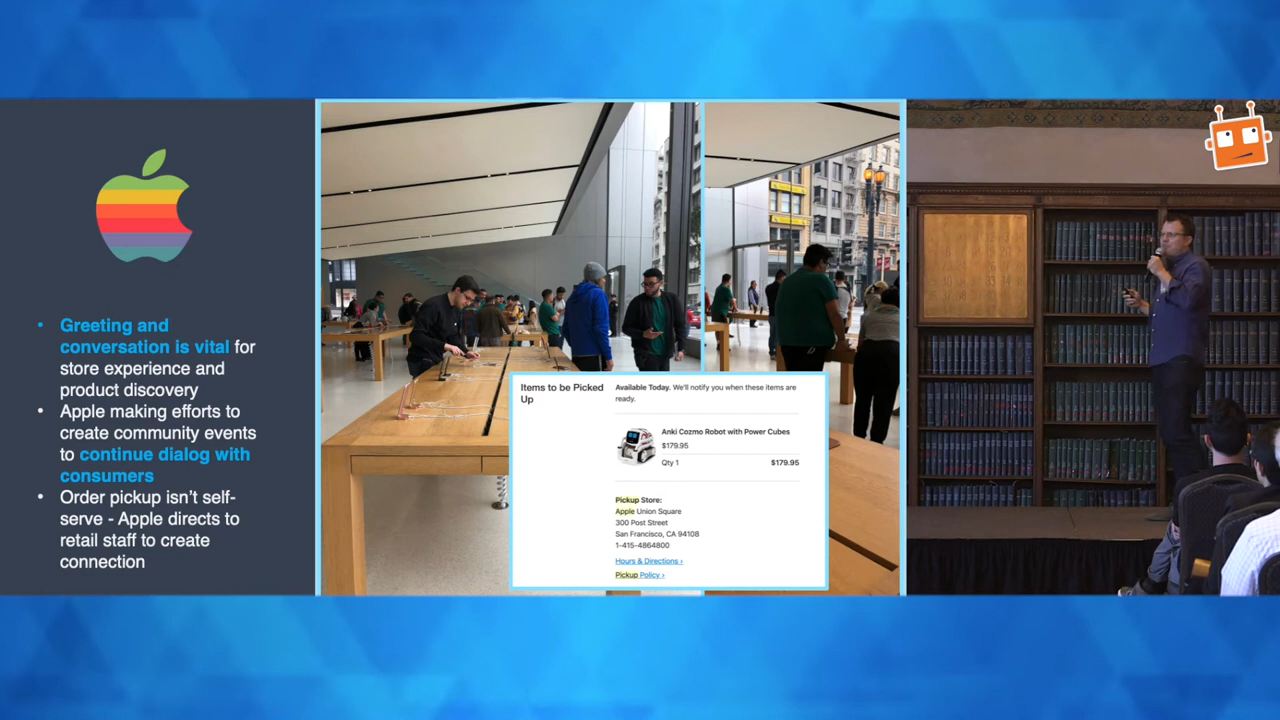 Greeting and
conversation is vital for
store experience and
product discovery
Apple making efforts to
create community events
to continue dialog with
consumers
Order pickup isn't self-
serve - Apple directs to
retail staff to create
connection
Items to be Picked
Up
Available Today. We'll notify you when these items are
ready.
Anki Cozmo Robot with Power Cubes
$179.95
Qty 1 $179.95
Pickup Store:
Apple Union Square
300 Post Street
San Francisco, CA 94108
1-415-4864800
Hours & Directions ›
Pickup Policy ›